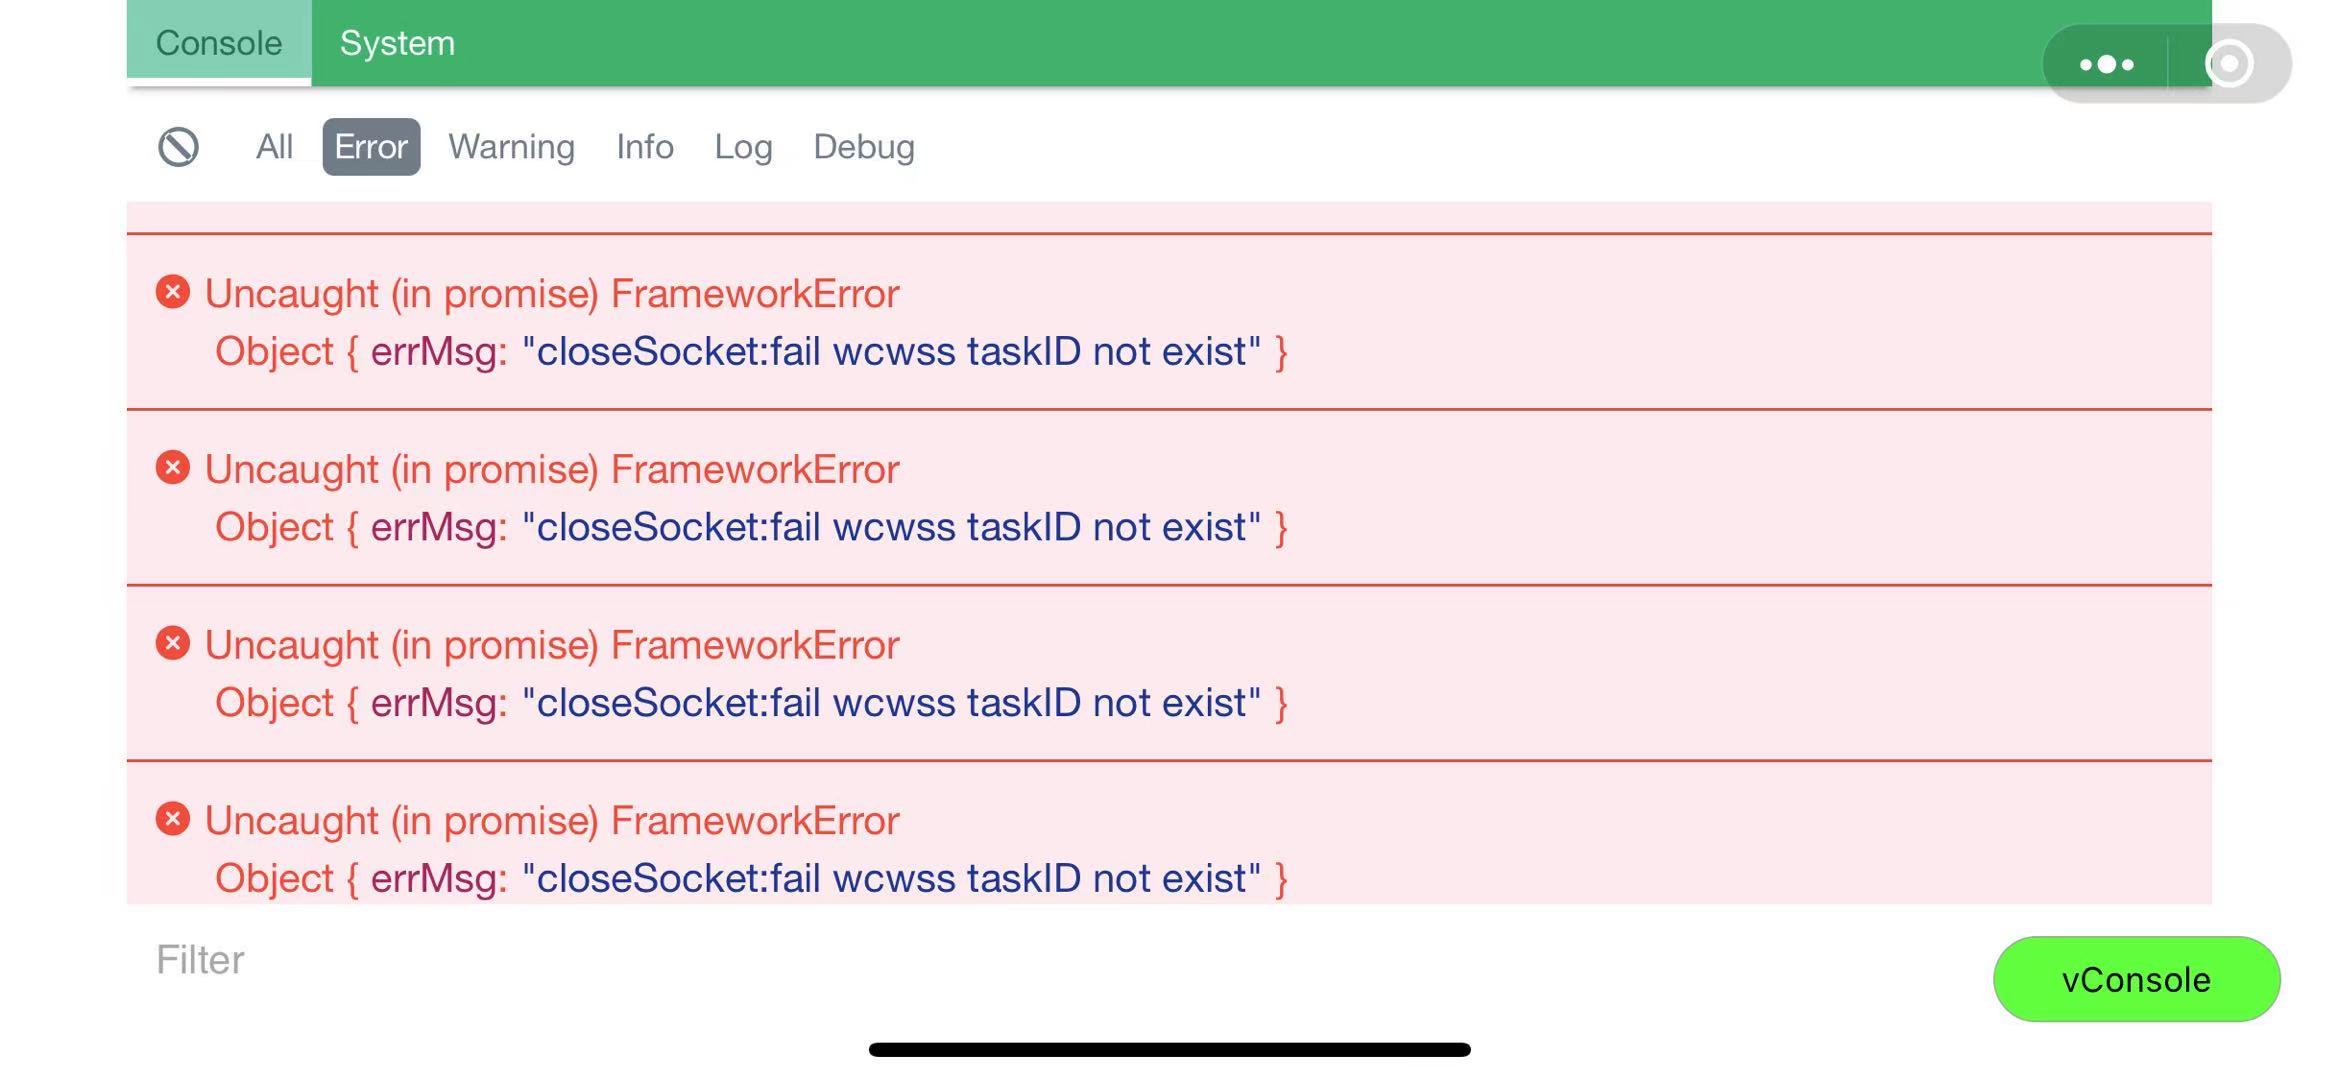 Console System
All Error Warning Info Log Debug
Uncaught (in promise) FrameworkError
Object { errMsg: "closeSocket:fail wcwss taskID not exist" }
Uncaught (in promise) FrameworkError
Object { errMsg: "closeSocket:fail wcwss taskID not exist" }
Uncaught (in promise) FrameworkError
Object { errMsg: "closeSocket:fail wcwss taskID not exist" }
Uncaught (in promise) FrameworkError
Object { errMsg: "closeSocket:fail wcwss taskID not exist" }
Filter
vConsole